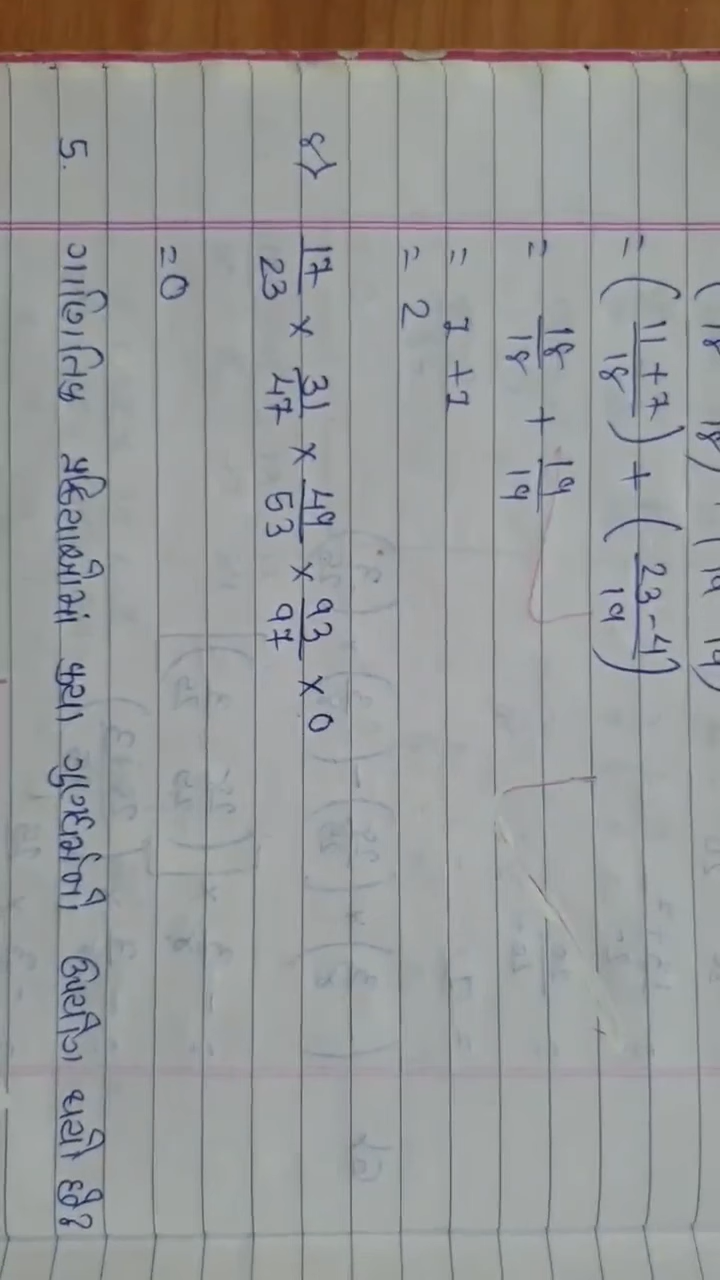 = (11 + 7/18) + (23 - 4/19)
= 18/18 + 19/19
= 1 + 1
= 2
૪> 17/23 × 31/47 × 49/53 × 93/97 × 0
= 0
5. ગાણિતિક પ્રક્રિયાઓમાં કયા ગુણધર્મનો ઉપયોગ થયો છે?